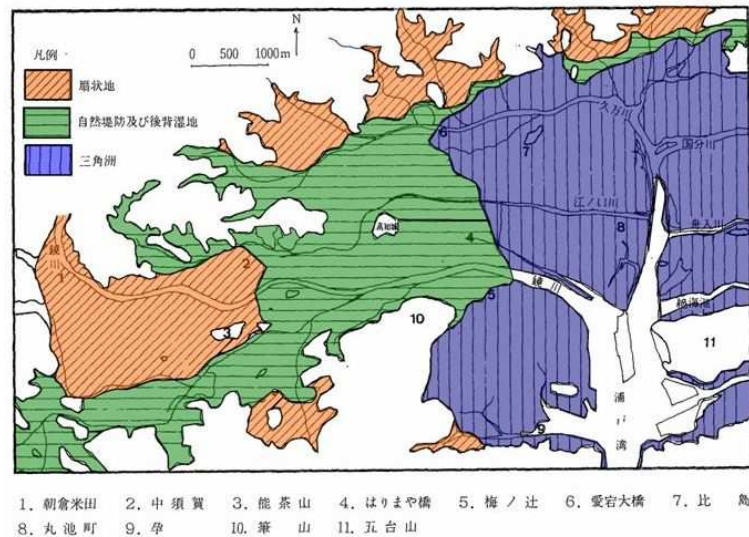 N
0 500 1000m
凡例
扇状地
自然堤防及び後背湿地
三角洲
久万川
国分川
江ノ口川
舟入川
高知城
鏡川
鏡川
浦戸湾
1
2
3
4
5
6
7
8
9
10
11
1. 朝倉米田 2. 中須賀 3. 能茶山 4. はりまや橋 5. 梅ノ辻 6. 愛宕大橋 7. 比島
8. 丸池町 9. 孕 10. 筆山 11. 五台山